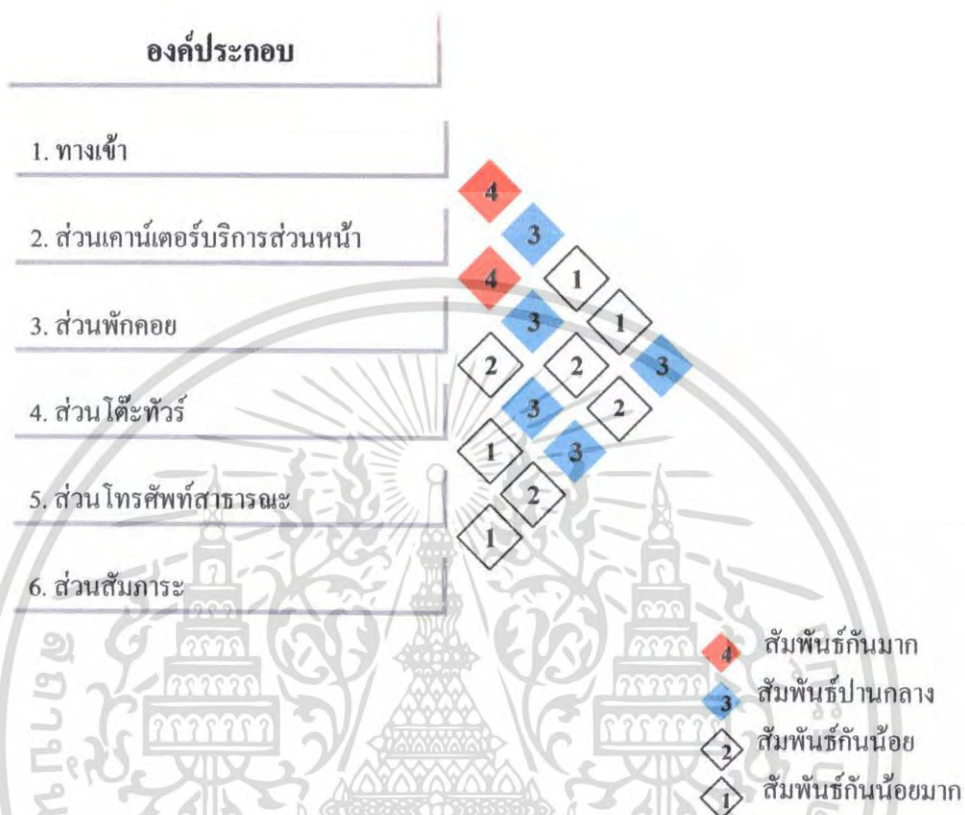 องค์ประกอบ
1. ทางเข้า
4
2. ส่วนเคาน์เตอร์บริการส่วนหน้า
3
4 1
3. ส่วนพักคอย
3 1
2 2 3
4. ส่วนโต๊ะทัวร์
3 2
1 3
5. ส่วนโทรศัพท์สาธารณะ
2
1
6. ส่วนสัมภาระ
4 สัมพันธ์กันมาก
3 สัมพันธ์ปานกลาง
2 สัมพันธ์กันน้อย
1 สัมพันธ์กันน้อยมาก